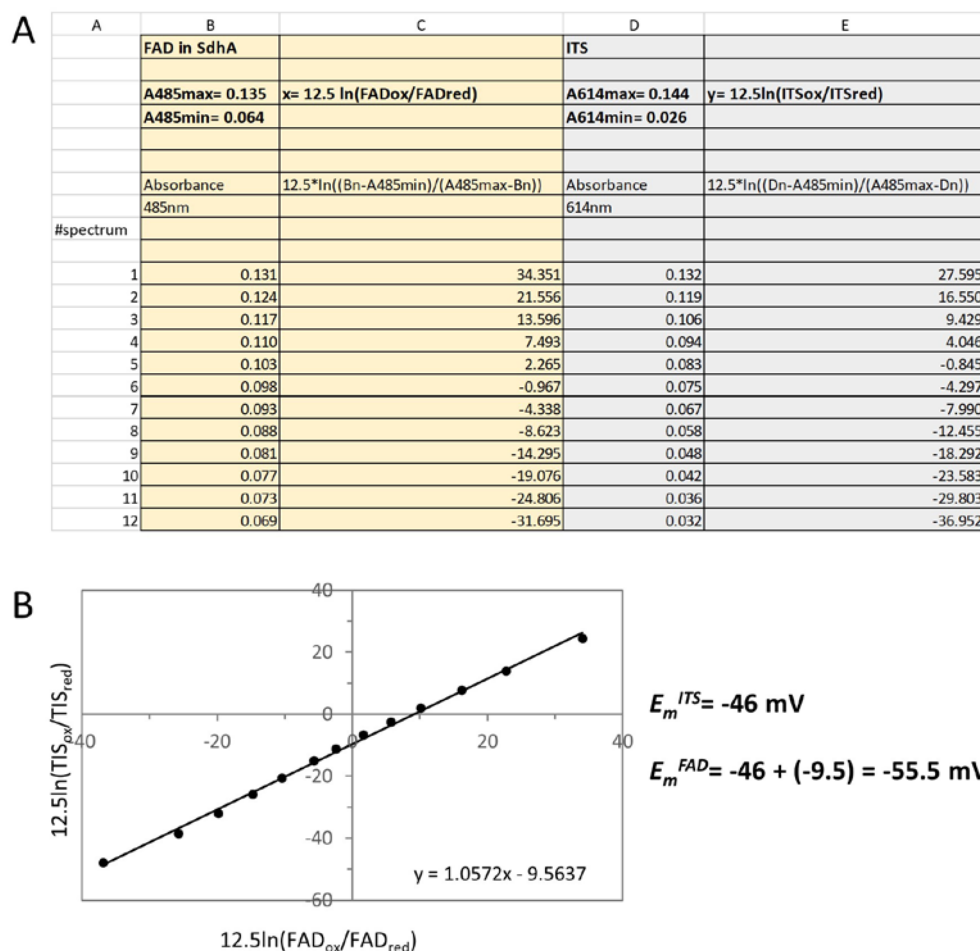 A
A B C D E
FAD in SdhA ITS
A485max= 0.135 x= 12.5 ln(FADox/FADred) A614max= 0.144 y= 12.5ln(ITSox/ITSred)
A485min= 0.064 A614min= 0.026
Absorbance 12.5*ln((Bn-A485min)/(A485max-Bn)) Absorbance 12.5*ln((Dn-A485min)/(A485max-Dn))
485nm 614nm
#spectrum
1 0.131 34.351 0.132 27.595
2 0.124 21.556 0.119 16.550
3 0.117 13.596 0.106 9.429
4 0.110 7.493 0.094 4.046
5 0.103 2.265 0.083 -0.845
6 0.098 -0.967 0.075 -4.297
7 0.093 -4.338 0.067 -7.990
8 0.088 -8.623 0.058 -12.455
9 0.081 -14.295 0.048 -18.292
10 0.077 -19.076 0.042 -23.583
11 0.073 -24.806 0.036 -29.803
12 0.069 -31.695 0.032 -36.952
B
12.5ln(TISox/TISred)
40
20
0
-40 -20 0 20 40
-20
-40
-60
y = 1.0572x - 9.5637
12.5ln(FADox/FADred)
Em^ITS= -46 mV
Em^FAD= -46 + (-9.5) = -55.5 mV